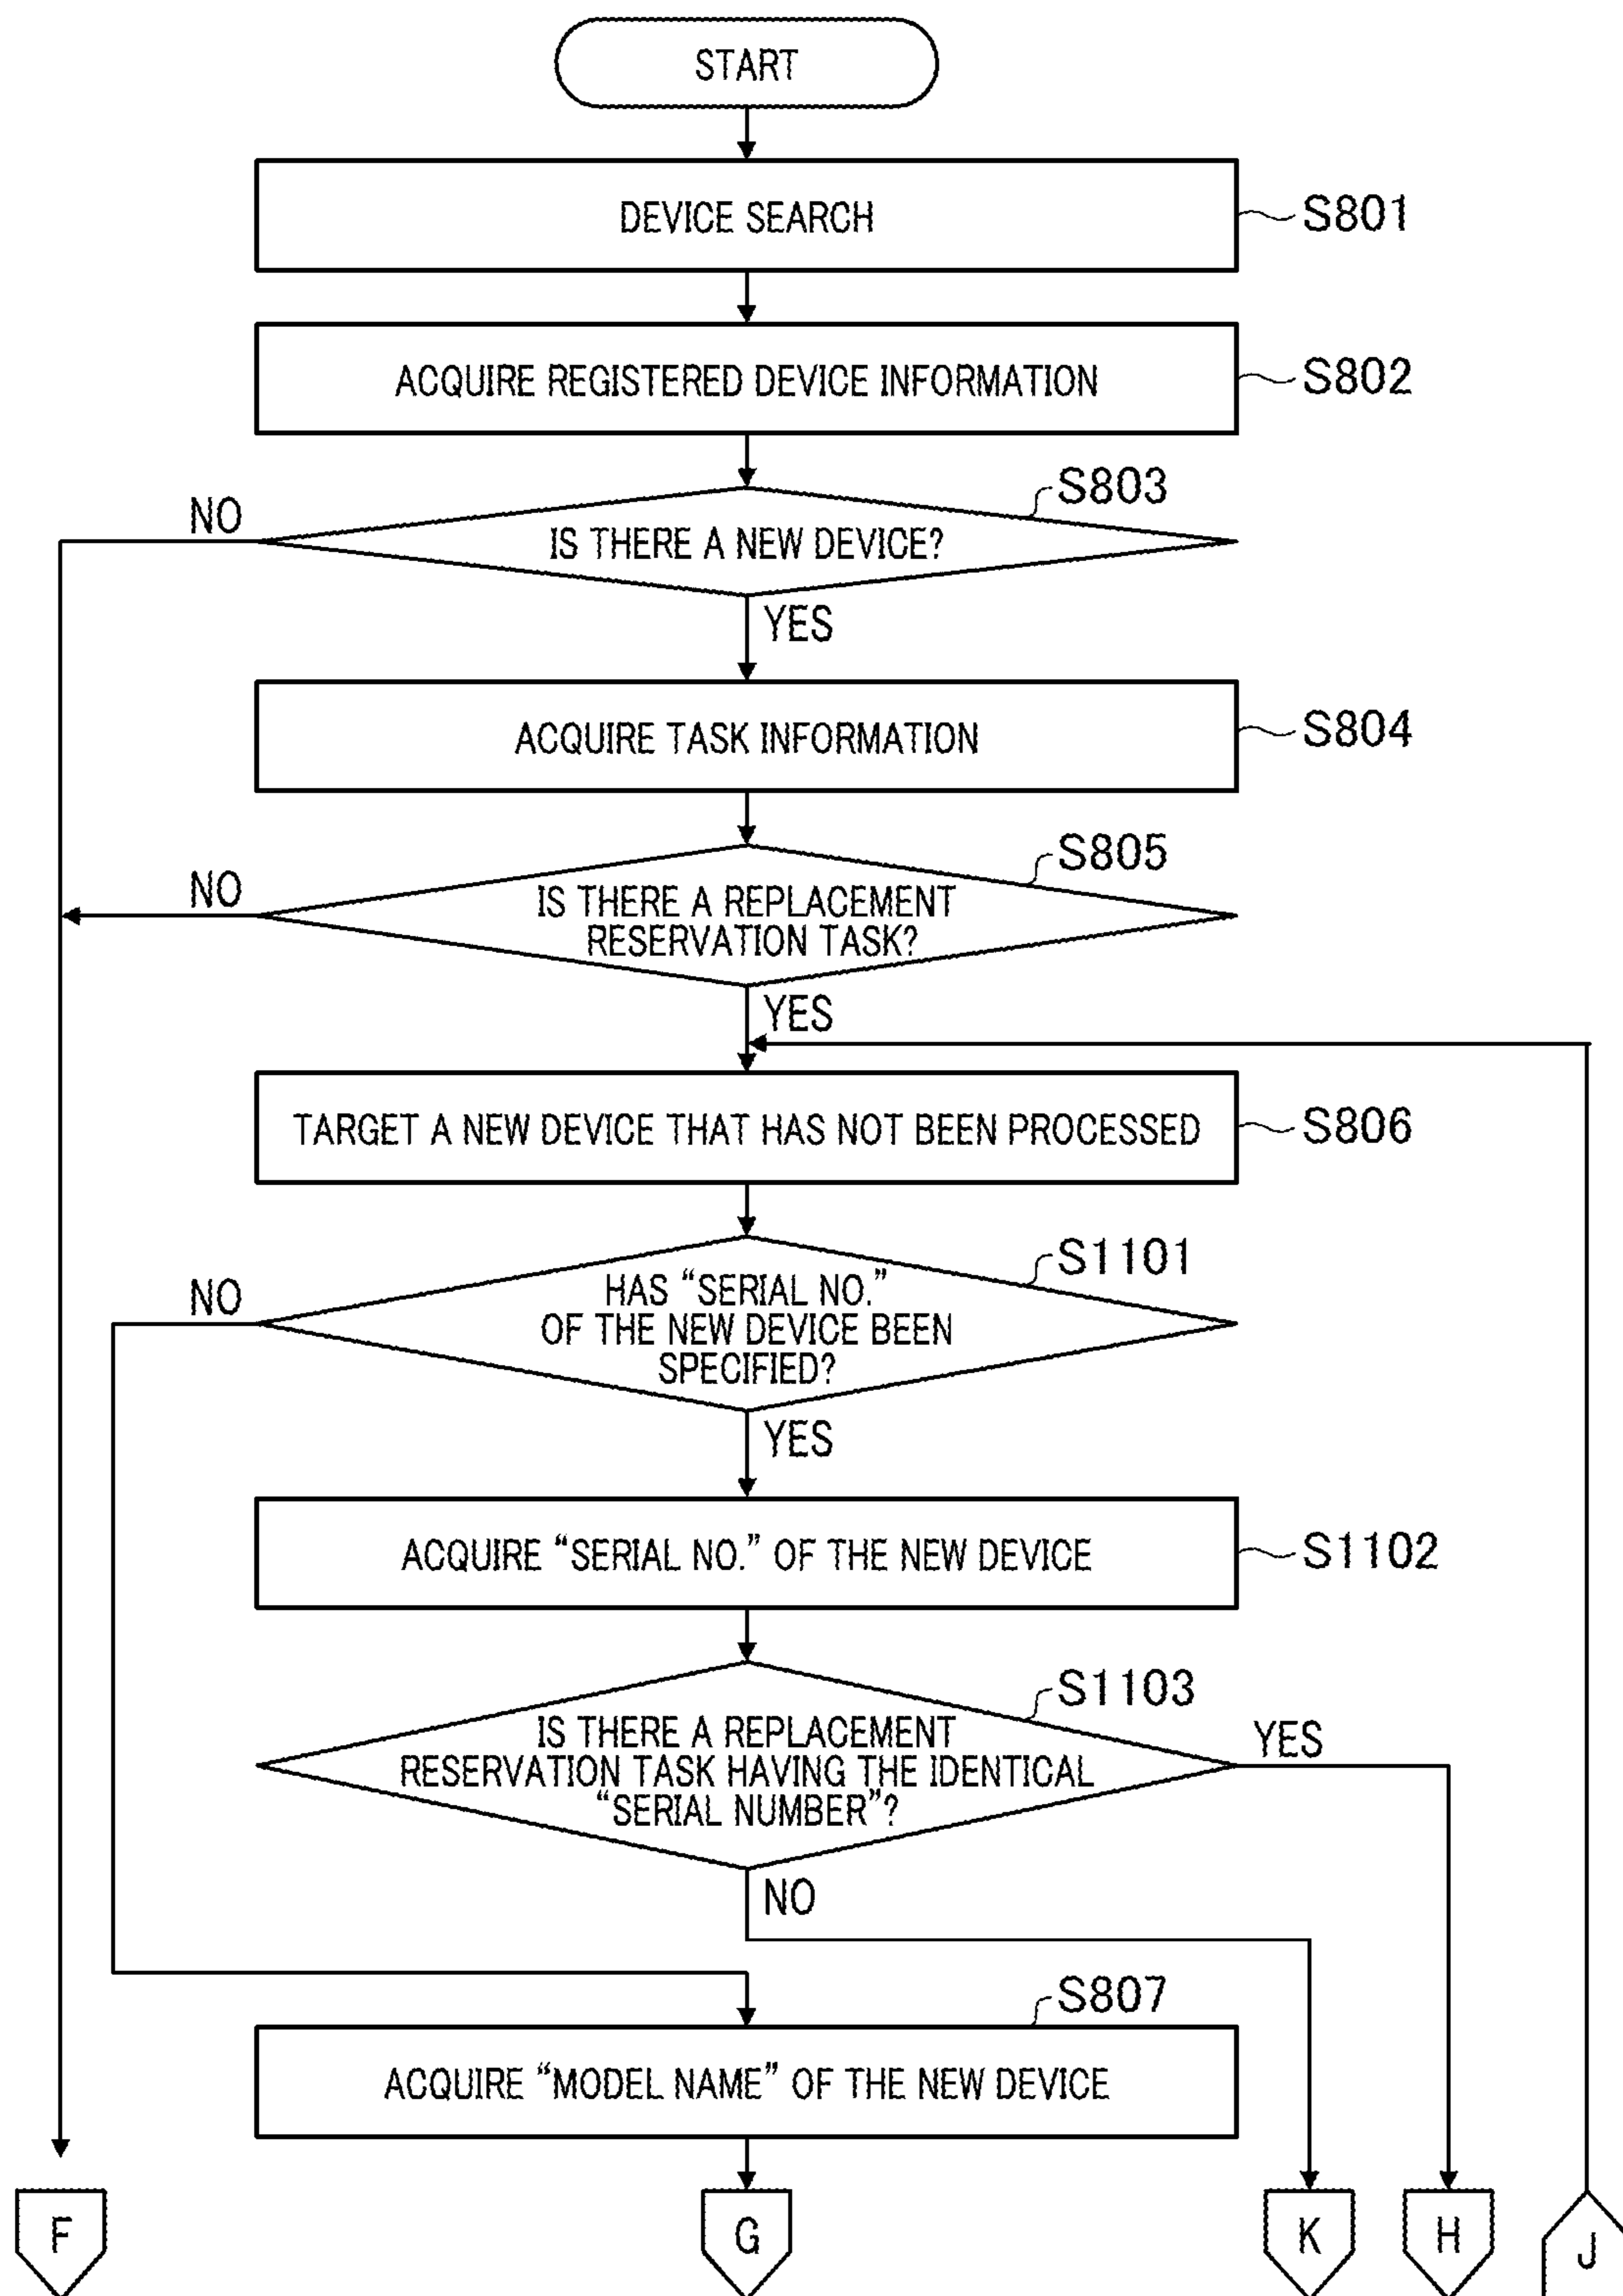 START
DEVICE SEARCH
S801
ACQUIRE REGISTERED DEVICE INFORMATION
S802
S803
NO
IS THERE A NEW DEVICE?
YES
ACQUIRE TASK INFORMATION
S804
S805
NO
IS THERE A REPLACEMENT
RESERVATION TASK?
YES
TARGET A NEW DEVICE THAT HAS NOT BEEN PROCESSED
S806
S1101
NO
HAS “SERIAL NO.”
OF THE NEW DEVICE BEEN
SPECIFIED?
YES
ACQUIRE “SERIAL NO.” OF THE NEW DEVICE
S1102
S1103
IS THERE A REPLACEMENT
RESERVATION TASK HAVING THE IDENTICAL
“SERIAL NUMBER”?
YES
NO
S807
ACQUIRE “MODEL NAME” OF THE NEW DEVICE
F
G
K
H
J